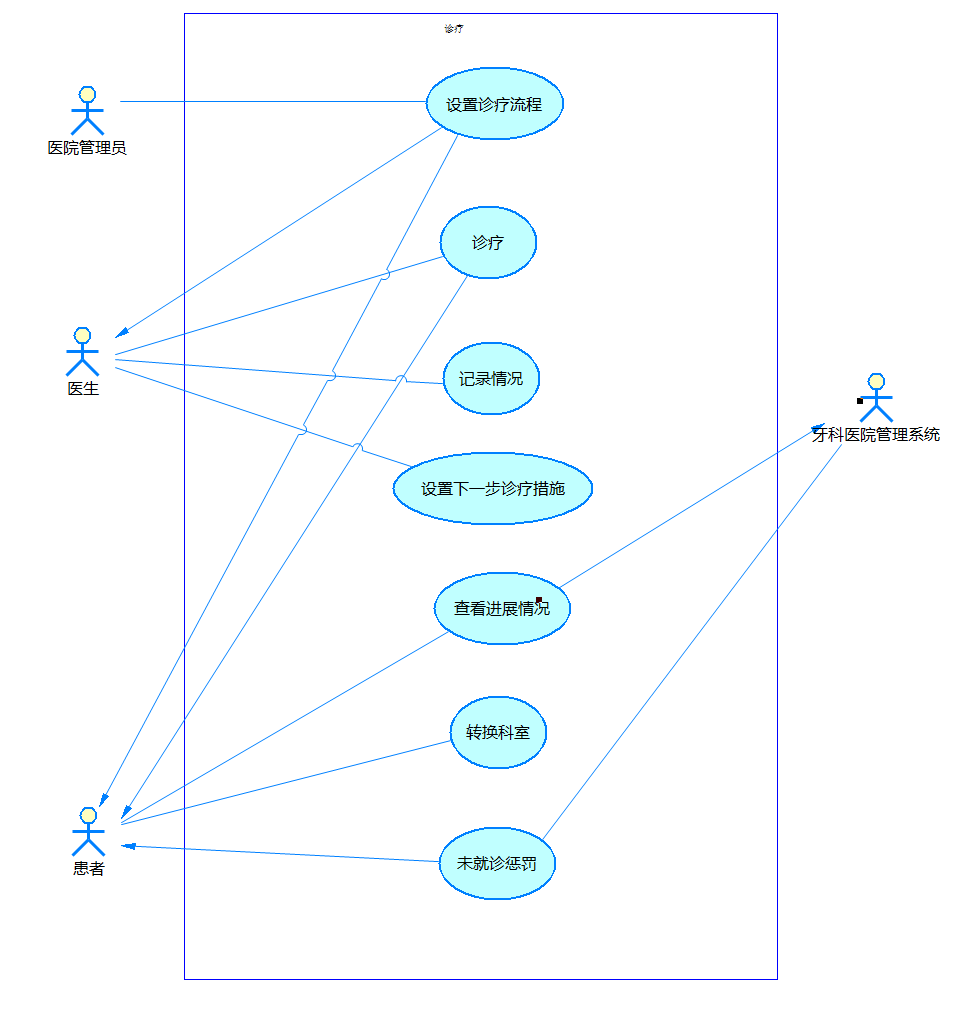 诊疗
设置诊疗流程
医院管理员
诊疗
医生
记录情况
牙科医院管理系统
设置下一步诊疗措施
查看进展情况
转换科室
未就诊惩罚
患者